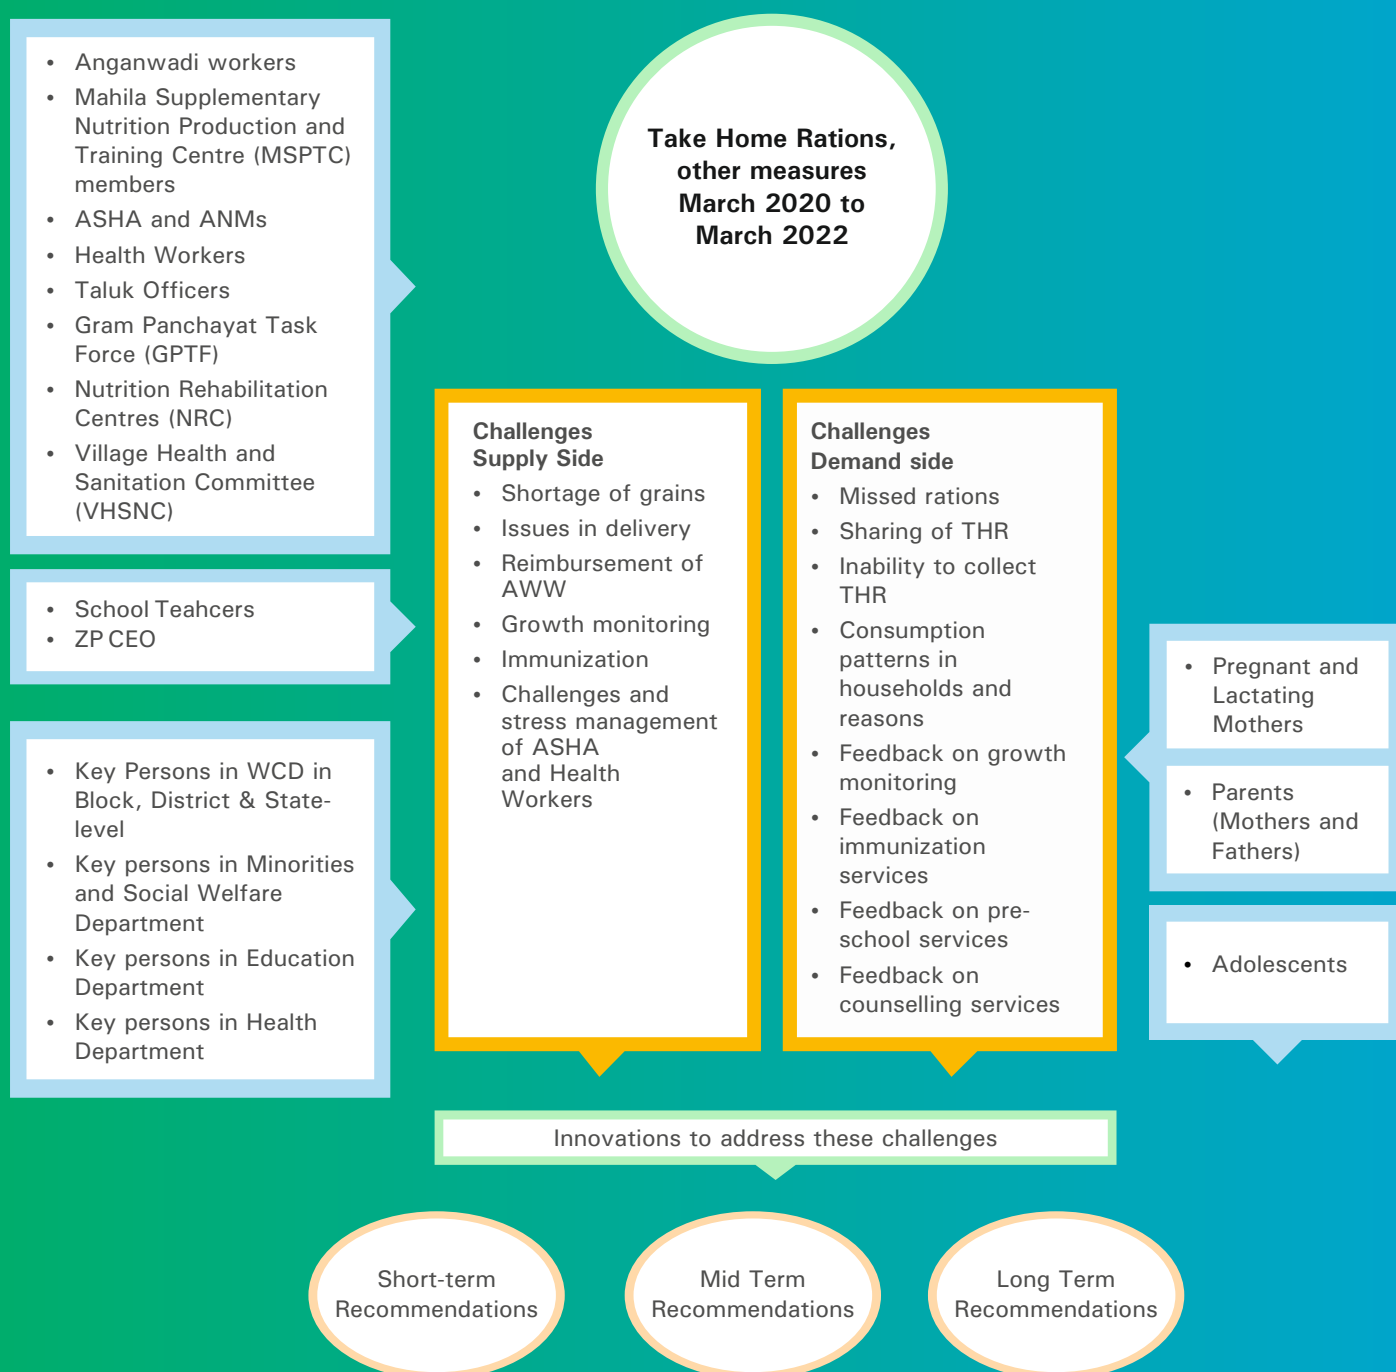 • Anganwadi workers
• Mahila Supplementary
Nutrition Production and
Training Centre (MSPTC)
members
• ASHA and ANMs
• Health Workers
• Taluk Officers
• Gram Panchayat Task
Force (GPTF)
• Nutrition Rehabilitation
Centres (NRC)
• Village Health and
Sanitation Committee
(VHSNC)
• School Teahcers
• ZP CEO
• Key Persons in WCD in
Block, District & State-
level
• Key persons in Minorities
and Social Welfare
Department
• Key persons in Education
Department
• Key persons in Health
Department
Take Home Rations,
other measures
March 2020 to
March 2022
Challenges
Supply Side
• Shortage of grains
• Issues in delivery
• Reimbursement of
AWW
• Growth monitoring
• Immunization
• Challenges and
stress management
of ASHA
and Health
Workers
Challenges
Demand side
• Missed rations
• Sharing of THR
• Inability to collect
THR
• Consumption
patterns in
households and
reasons
• Feedback on growth
monitoring
• Feedback on
immunization
services
• Feedback on pre-
school services
• Feedback on
counselling services
• Pregnant and
Lactating
Mothers
• Parents
(Mothers and
Fathers)
• Adolescents
Innovations to address these challenges
Short-term
Recommendations
Mid Term
Recommendations
Long Term
Recommendations